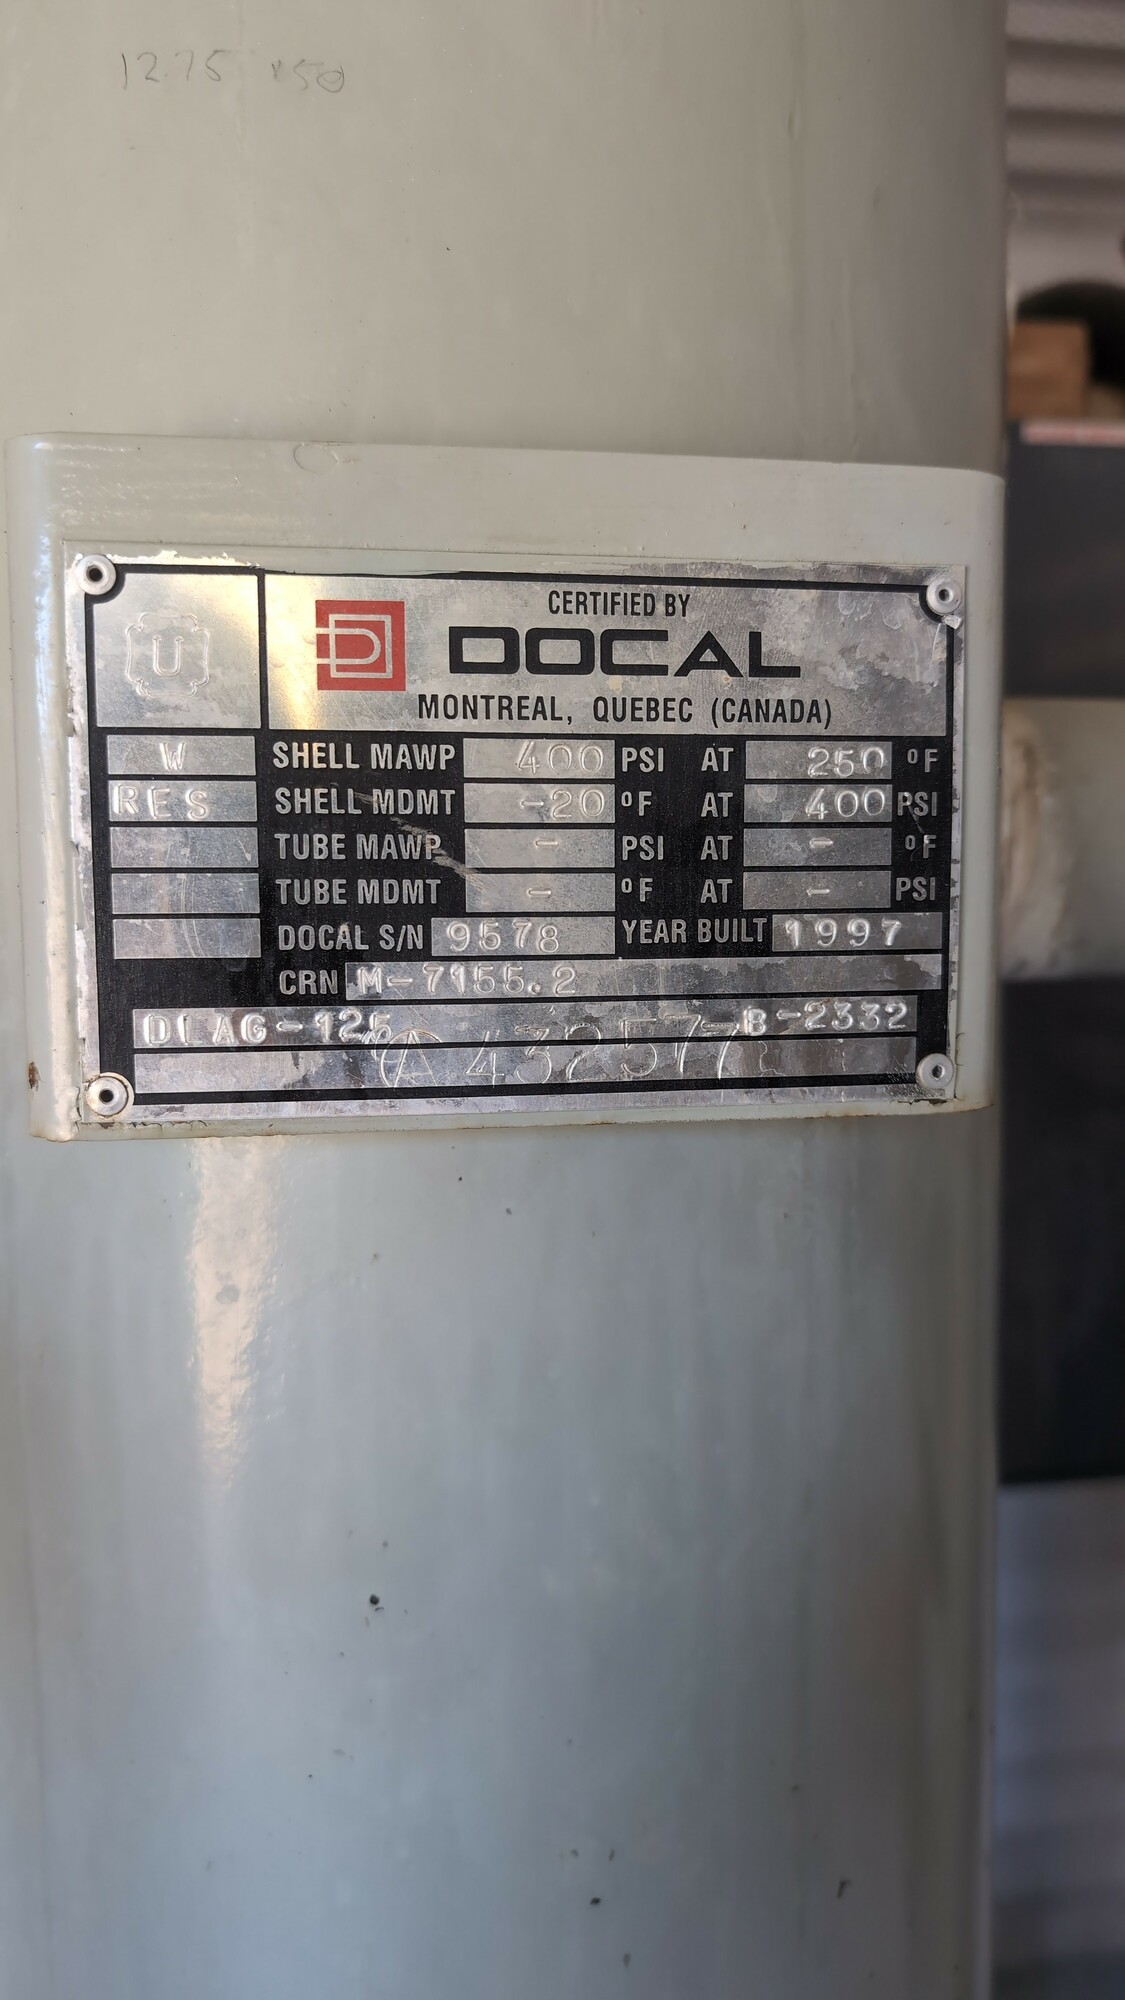 12.75 x50
U
CERTIFIED BY
D DOCAL
MONTREAL, QUEBEC (CANADA)
W SHELL MAWP 400 PSI AT 250 °F
RES SHELL MDMT -20 °F AT 400 PSI
TUBE MAWP - PSI AT - °F
TUBE MDMT - °F AT - PSI
DOCAL S/N 9578 YEAR BUILT 1997
CRN M-7155.2
DLAG-125 B-2332
A 432577